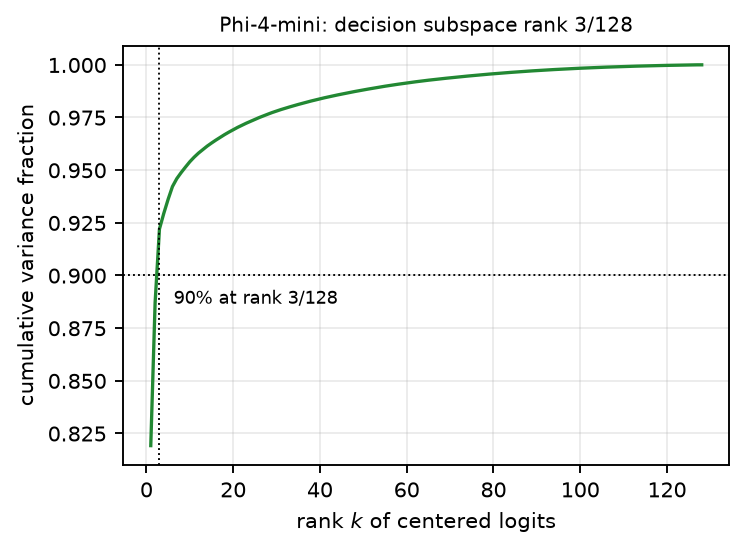 Phi-4-mini: decision subspace rank 3/128
cumulative variance fraction
1.000
0.975
0.950
0.925
0.900
0.875
0.850
0.825
90% at rank 3/128
0 20 40 60 80 100 120
rank k of centered logits